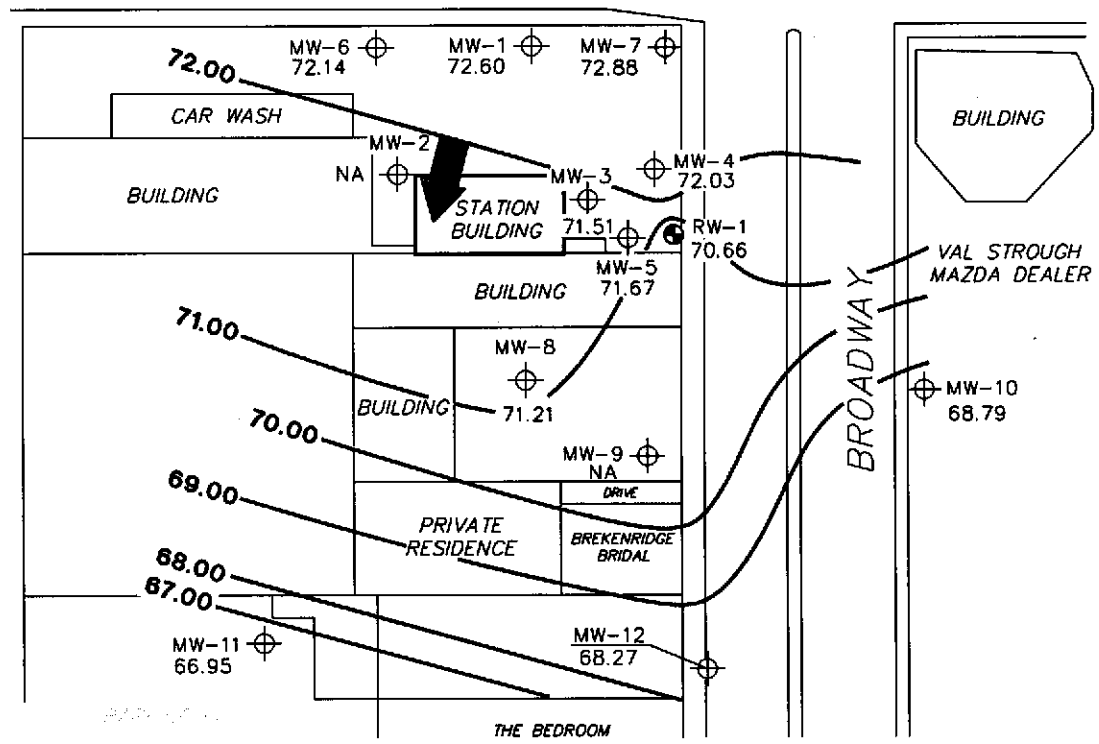 MW-6
72.14
MW-1
72.60
MW-7
72.88
72.00
CAR WASH
BUILDING
MW-2
NA
MW-3
71.51
MW-4
72.03
BUILDING
STATION
BUILDING
RW-1
70.66
MW-5
71.67
VAL STROUGH
MAZDA DEALER
BUILDING
71.00
MW-8
71.21
BUILDING
BROADWAY
MW-10
68.79
70.00
MW-9
NA
69.00
DRIVE
PRIVATE
RESIDENCE
BREKENRIDGE
BRIDAL
68.00
67.00
MW-11
66.95
MW-12
68.27
THE BEDROOM